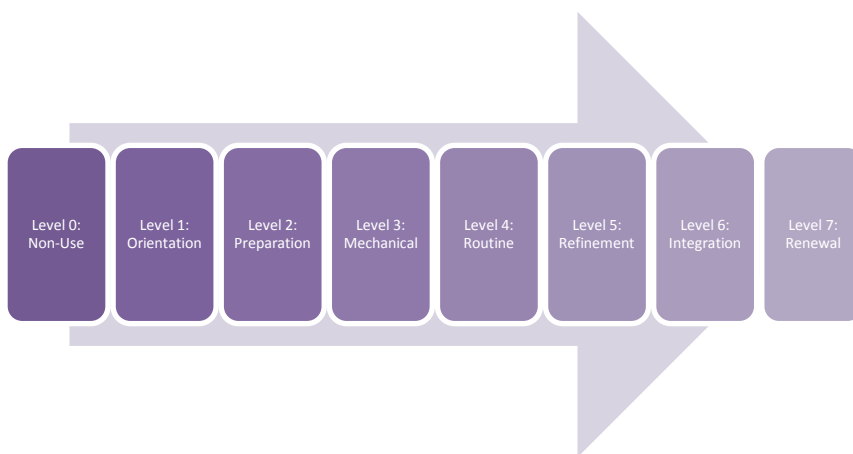 Level 0:
Non-Use
Level 1:
Orientation
Level 2:
Preparation
Level 3:
Mechanical
Level 4:
Routine
Level 5:
Refinement
Level 6:
Integration
Level 7:
Renewal